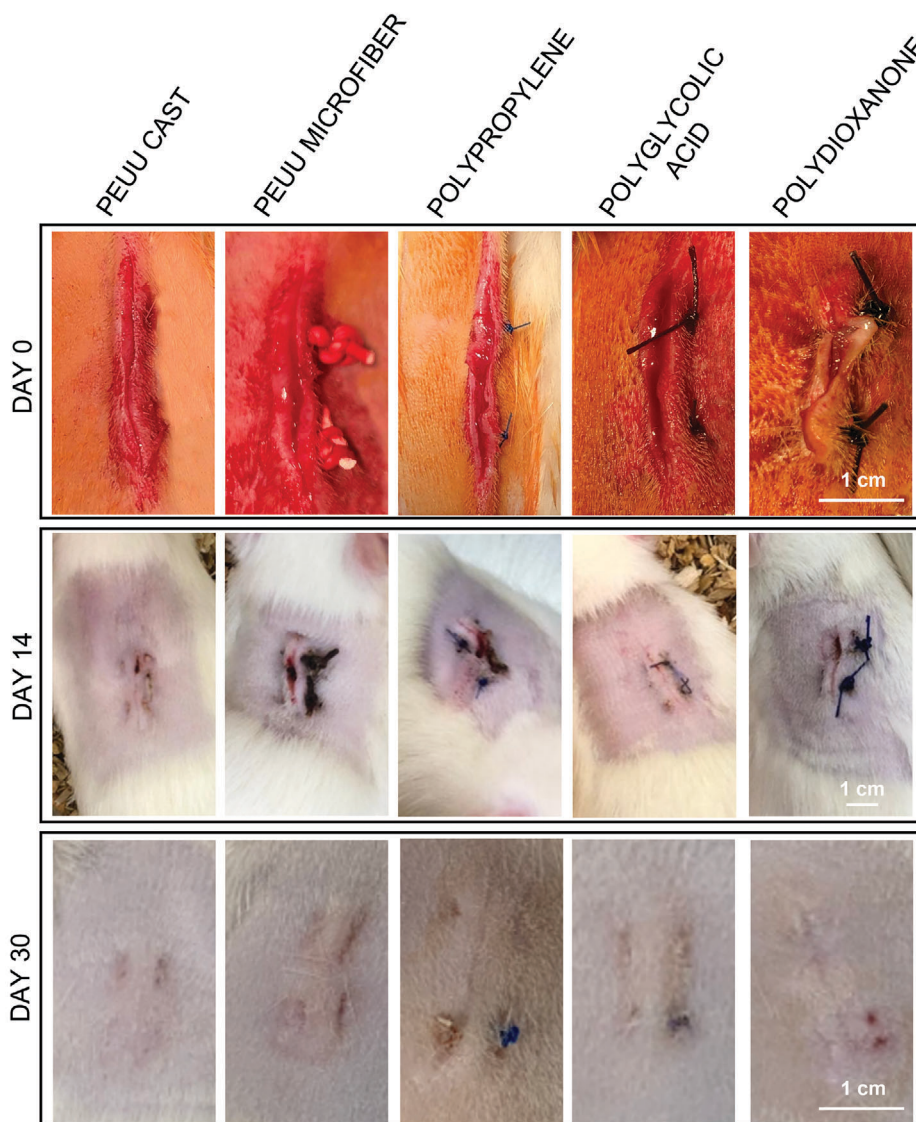 PEUU CAST
PEUU MICROFIBER
POLYPROPYLENE
POLYGLYCOLIC
ACID
POLYDIOXANONE
DAY 0
1 cm
DAY 14
1 cm
DAY 30
1 cm